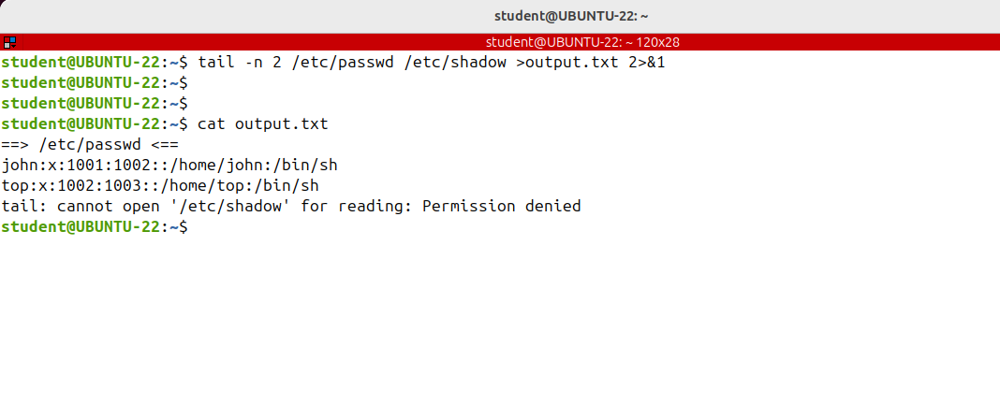 student@UBUNTU-22: ~
student@UBUNTU-22: ~ 120x28
student@UBUNTU-22:~$ tail -n 2 /etc/passwd /etc/shadow >output.txt 2>&1
student@UBUNTU-22:~$
student@UBUNTU-22:~$
student@UBUNTU-22:~$ cat output.txt
==> /etc/passwd <==
john:x:1001:1002::/home/john:/bin/sh
top:x:1002:1003::/home/top:/bin/sh
tail: cannot open '/etc/shadow' for reading: Permission denied
student@UBUNTU-22:~$